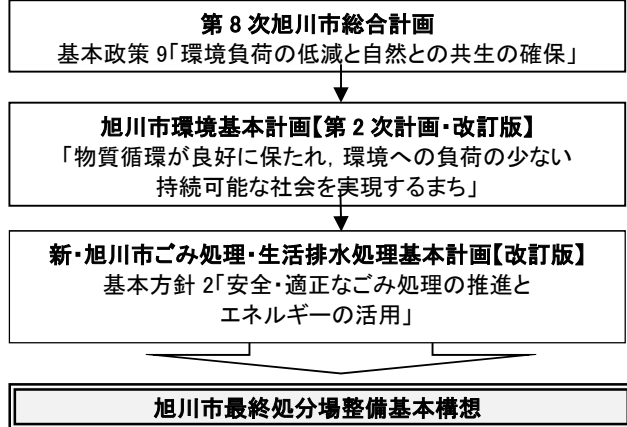 第８次旭川市総合計画
基本政策 9「環境負荷の低減と自然との共生の確保」
旭川市環境基本計画【第２次計画・改訂版】
「物質循環が良好に保たれ，環境への負荷の少ない
持続可能な社会を実現するまち」
新・旭川市ごみ処理・生活排水処理基本計画【改訂版】
基本方針 2「安全・適正なごみ処理の推進と
エネルギーの活用」
旭川市最終処分場整備基本構想